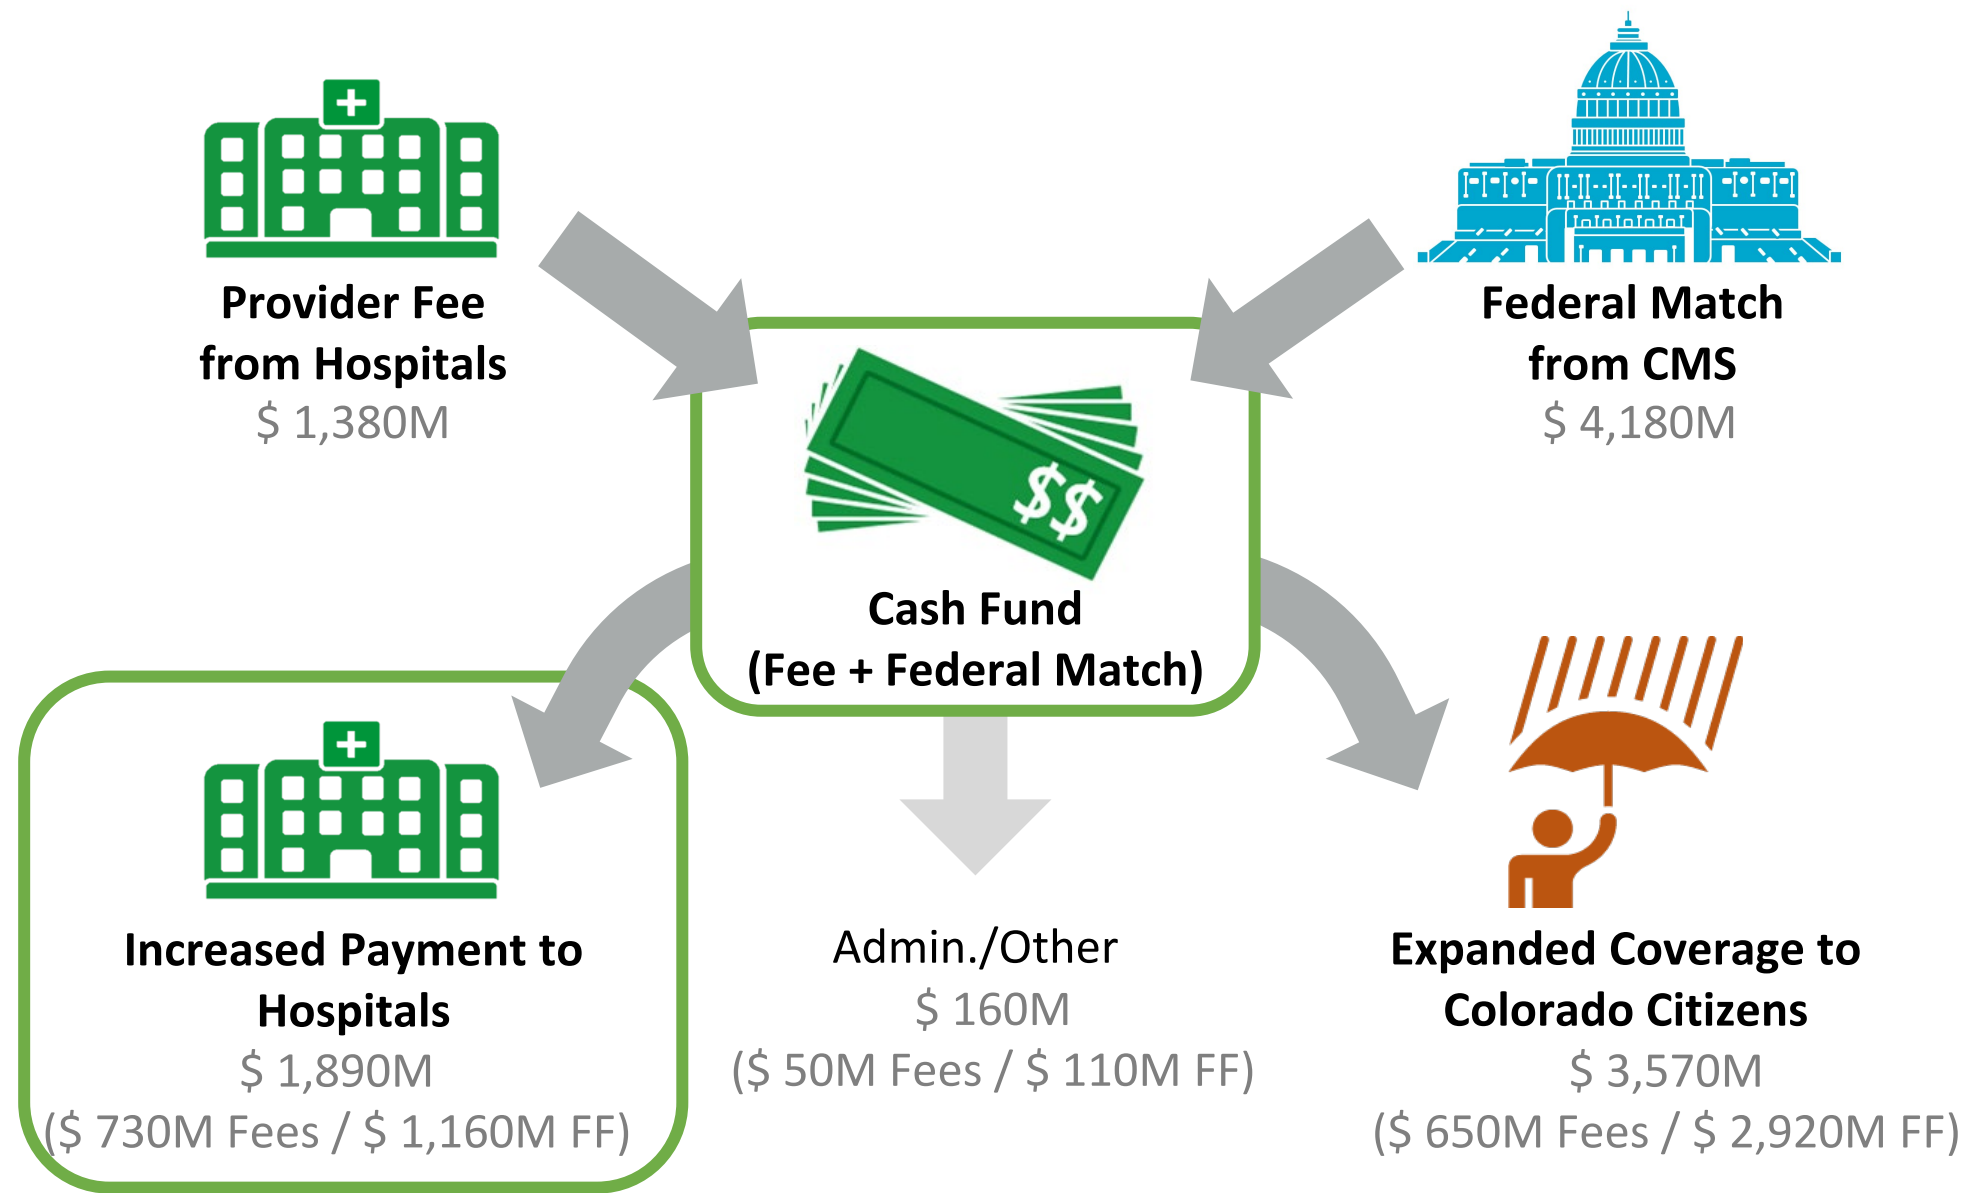 Provider Fee
from Hospitals
$ 1,380M
Federal Match
from CMS
$ 4,180M
$$
Cash Fund
(Fee + Federal Match)
Increased Payment to
Hospitals
$ 1,890M
($ 730M Fees / $ 1,160M FF)
Admin./Other
$ 160M
($ 50M Fees / $ 110M FF)
Expanded Coverage to
Colorado Citizens
$ 3,570M
($ 650M Fees / $ 2,920M FF)